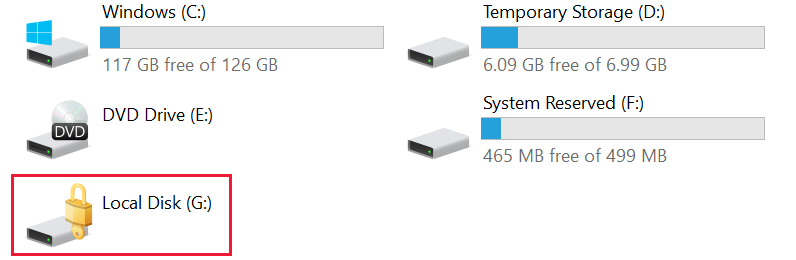 Windows (C:)
117 GB free of 126 GB
Temporary Storage (D:)
6.09 GB free of 6.99 GB
DVD
DVD Drive (E:)
System Reserved (F:)
465 MB free of 499 MB
Local Disk (G:)